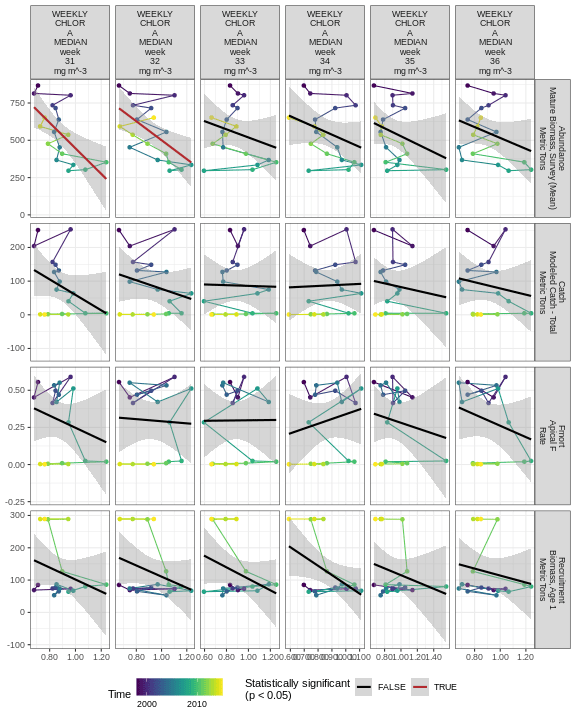 WEEKLY
CHLOR
A
MEDIAN
week
31
mg m^-3
WEEKLY
CHLOR
A
MEDIAN
week
32
mg m^-3
WEEKLY
CHLOR
A
MEDIAN
week
33
mg m^-3
WEEKLY
CHLOR
A
MEDIAN
week
34
mg m^-3
WEEKLY
CHLOR
A
MEDIAN
week
35
mg m^-3
WEEKLY
CHLOR
A
MEDIAN
week
36
mg m^-3
750
500
250
0
Abundance
Mature Biomass, Survey (Mean)
Metric Tons
200
100
0
-100
Catch
Modeled Catch - Total
Metric Tons
0.50
0.25
0.00
-0.25
Fmort
Apical F
Rate
300
200
100
0
-100
Recruitment
Biomass, Age 1
Metric Tons
0.80 1.00 1.20
0.80 1.00 1.20
0.60 0.80 1.00 1.20
0.80 1.00 1.20 1.40
0.80 1.00 1.20
Time
2000 2010
Statistically significant
(p < 0.05)
FALSE TRUE